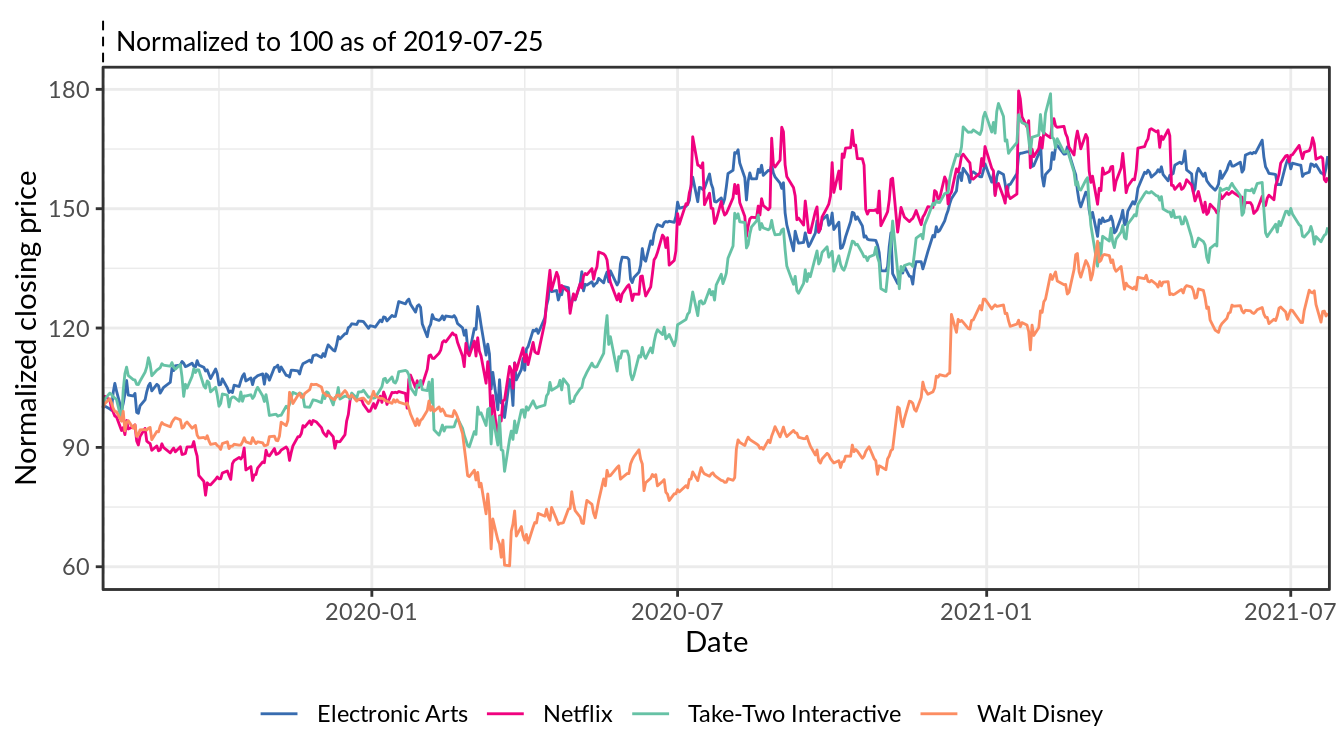 Normalized to 100 as of 2019-07-25
180
150
120
90
60
Normalized closing price
2020-01 2020-07 2021-01 2021-07
Date
Electronic Arts Netflix Take-Two Interactive Walt Disney